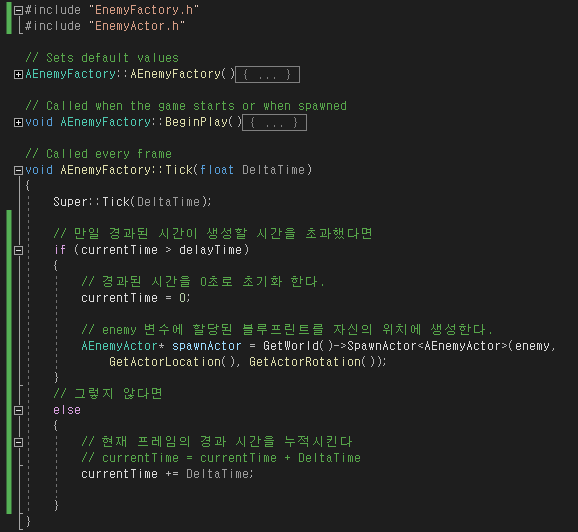 #include "EnemyFactory.h"
#include "EnemyActor.h"
// Sets default values
AEnemyFactory::AEnemyFactory(){ ... }
// Called when the game starts or when spawned
void AEnemyFactory::BeginPlay(){ ... }
// Called every frame
void AEnemyFactory::Tick(float DeltaTime)
{
Super::Tick(DeltaTime);
// 만일 경과된 시간이 생성할 시간을 초과했다면
if (currentTime > delayTime)
{
// 경과된 시간을 0초로 초기화 한다.
currentTime = 0;
// enemy 변수에 할당된 블루프린트를 자신의 위치에 생성한다.
AEnemyActor* spawnActor = GetWorld()->SpawnActor<AEnemyActor>(enemy,
GetActorLocation(), GetActorRotation());
}
// 그렇지 않다면
else
{
// 현재 프레임의 경과 시간을 누적시킨다
// currentTime = currentTime + DeltaTime
currentTime += DeltaTime;
}
}